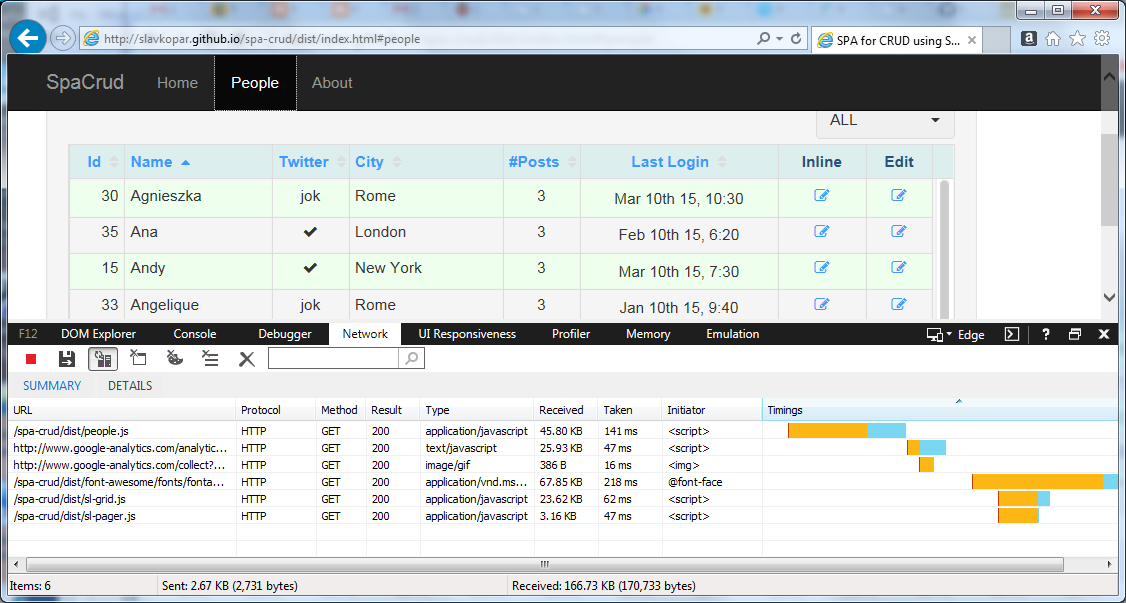 http://slavkopar.github.io/spa-crud/dist/index.html#people
SPA for CRUD using S...
SpaCrud Home People About
ALL
Id Name Twitter City #Posts Last Login Inline Edit
30 Agnieszka jok Rome 3 Mar 10th 15, 10:30
35 Ana London 3 Feb 10th 15, 6:20
15 Andy New York 3 Mar 10th 15, 7:30
33 Angelique jok Rome 3 Jan 10th 15, 9:40
F12 DOM Explorer Console Debugger Network UI Responsiveness Profiler Memory Emulation Edge
SUMMARY DETAILS
URL Protocol Method Result Type Received Taken Initiator Timings
/spa-crud/dist/people.js HTTP GET 200 application/javascript 45.80 KB 141 ms <script>
http://www.google-analytics.com/analytic... HTTP GET 200 text/javascript 25.93 KB 47 ms <script>
http://www.google-analytics.com/collect?... HTTP GET 200 image/gif 386 B 16 ms <img>
/spa-crud/dist/font-awesome/fonts/fonta... HTTP GET 200 application/vnd.ms... 67.85 KB 218 ms @font-face
/spa-crud/dist/sl-grid.js HTTP GET 200 application/javascript 23.62 KB 62 ms <script>
/spa-crud/dist/sl-pager.js HTTP GET 200 application/javascript 3.16 KB 47 ms <script>
Items: 6 Sent: 2.67 KB (2,731 bytes) Received: 166.73 KB (170,733 bytes)